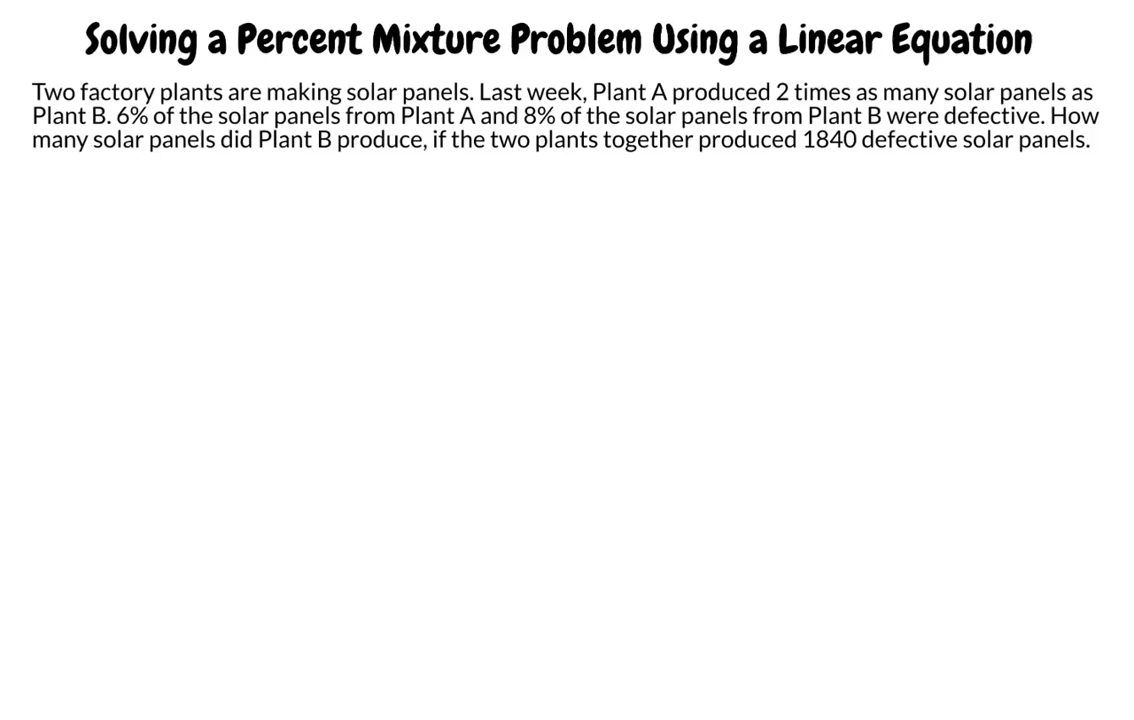 Solving a Percent Mixture Problem Using a Linear Equation
Two factory plants are making solar panels. Last week, Plant A produced 2 times as many solar panels as
Plant B. 6% of the solar panels from Plant A and 8% of the solar panels from Plant B were defective. How
many solar panels did Plant B produce, if the two plants together produced 1840 defective solar panels.